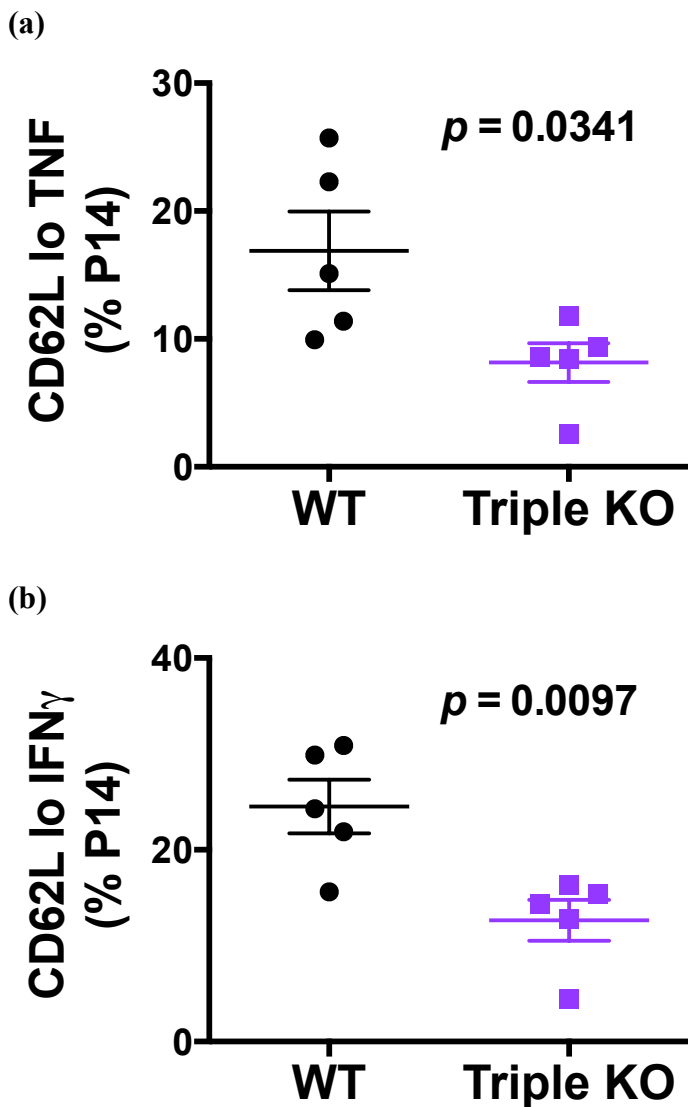 (a)
30
20
10
0
CD62L lo TNF
(% P14)
p = 0.0341
WT
Triple KO
(b)
40
20
0
CD62L lo IFNγ
(% P14)
p = 0.0097
WT
Triple KO